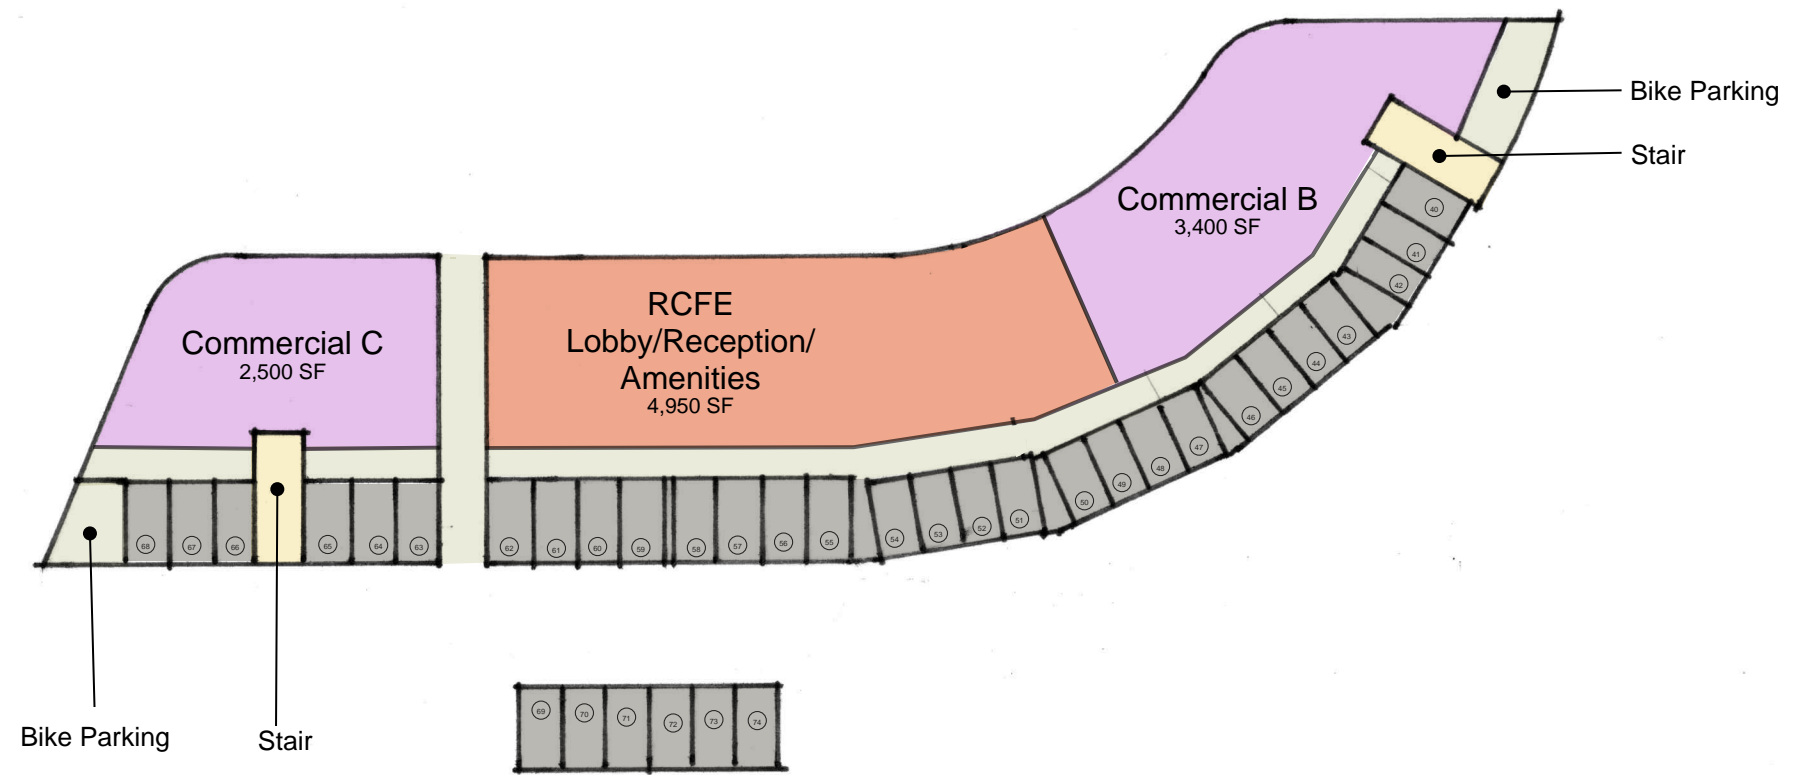 Bike Parking
Stair
Commercial B
3,400 SF
40
41
42
43
44
45
46
47
48
49
50
51
52
53
54
RCFE
Lobby/Reception/
Amenities
4,950 SF
Commercial C
2,500 SF
68
67
66
65
64
63
62
61
60
59
58
57
56
55
69
70
71
72
73
74
Bike Parking
Stair